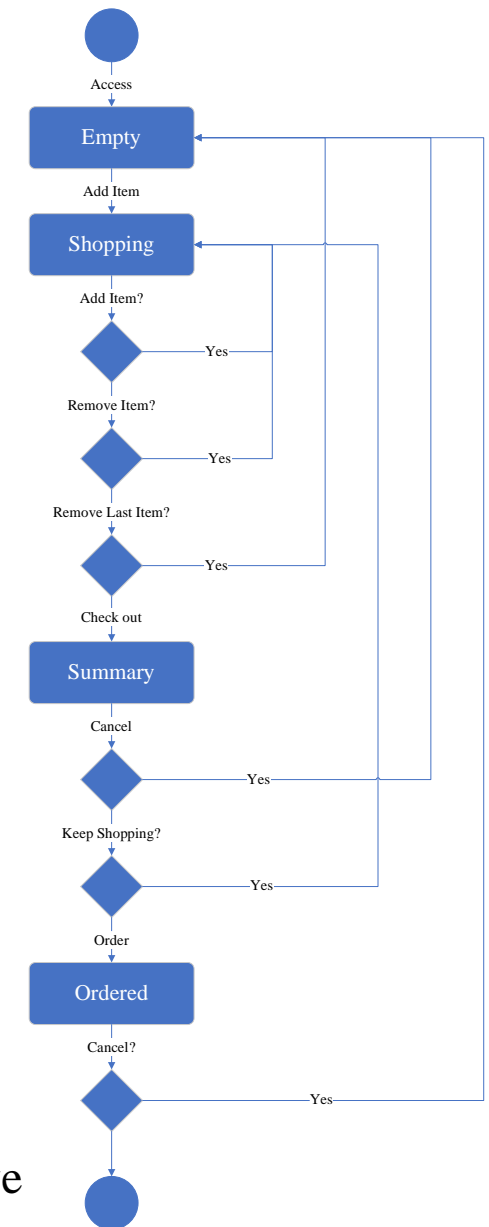 Access
Empty
Add Item
Shopping
Add Item?
Yes
Remove Item?
Yes
Remove Last Item?
Yes
Check out
Summary
Cancel
Yes
Keep Shopping?
Yes
Order
Ordered
Cancel?
Yes
e